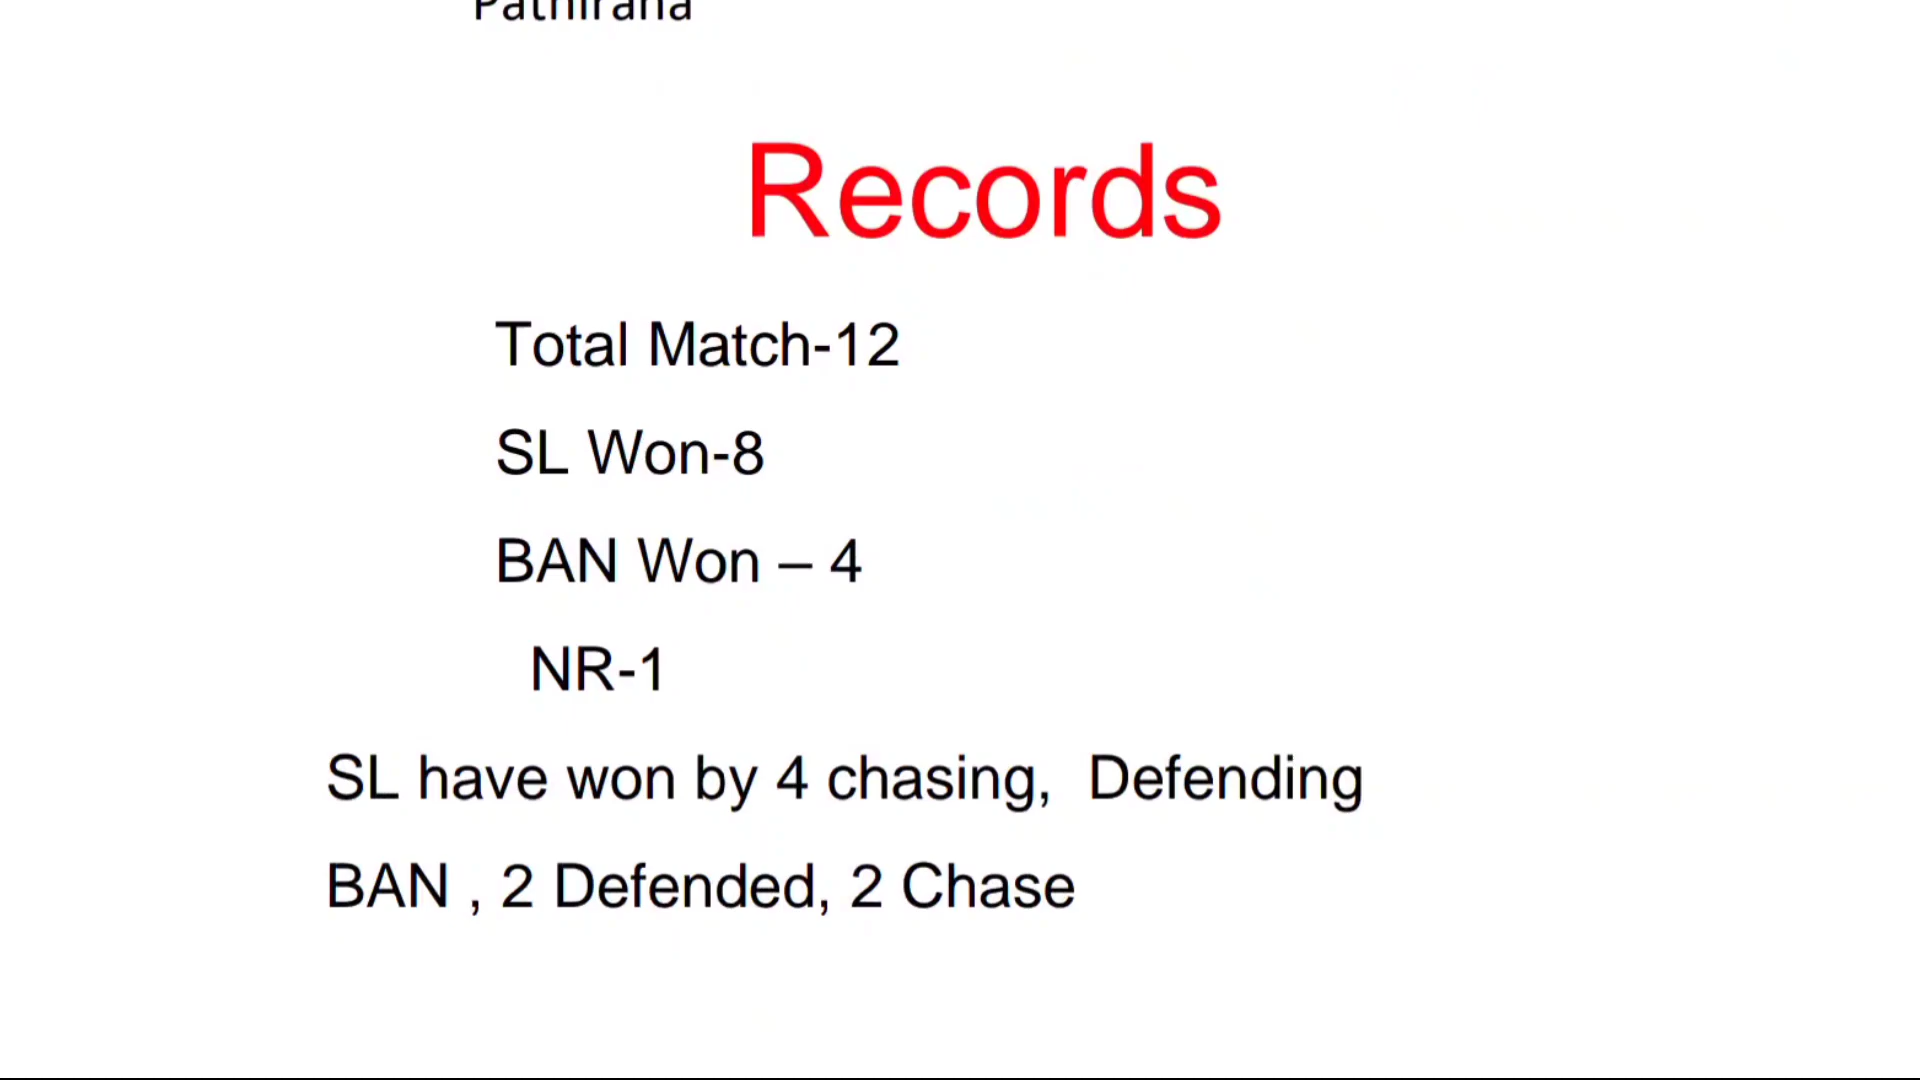 Pathirana
Records
Total Match-12
SL Won-8
BAN Won – 4
NR-1
SL have won by 4 chasing,  Defending
BAN , 2 Defended, 2 Chase